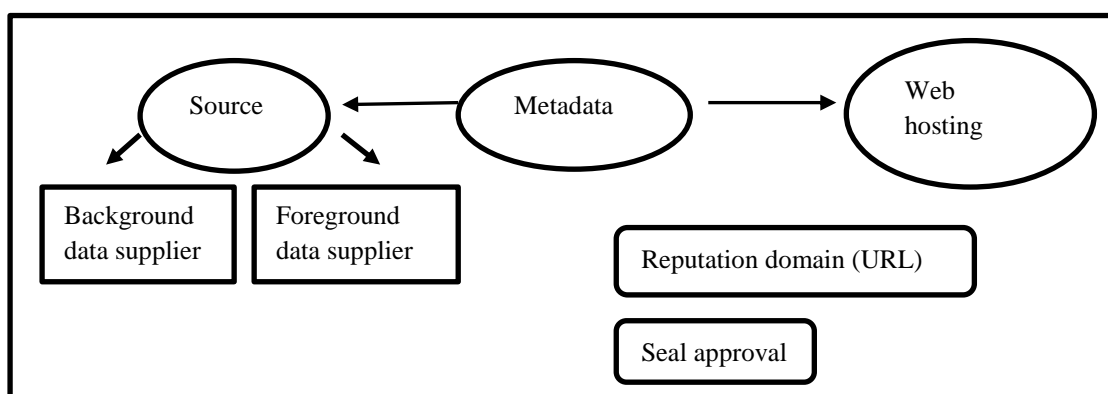 Source
Metadata
Web
hosting
Background
data supplier
Foreground
data supplier
Reputation domain (URL)
Seal approval